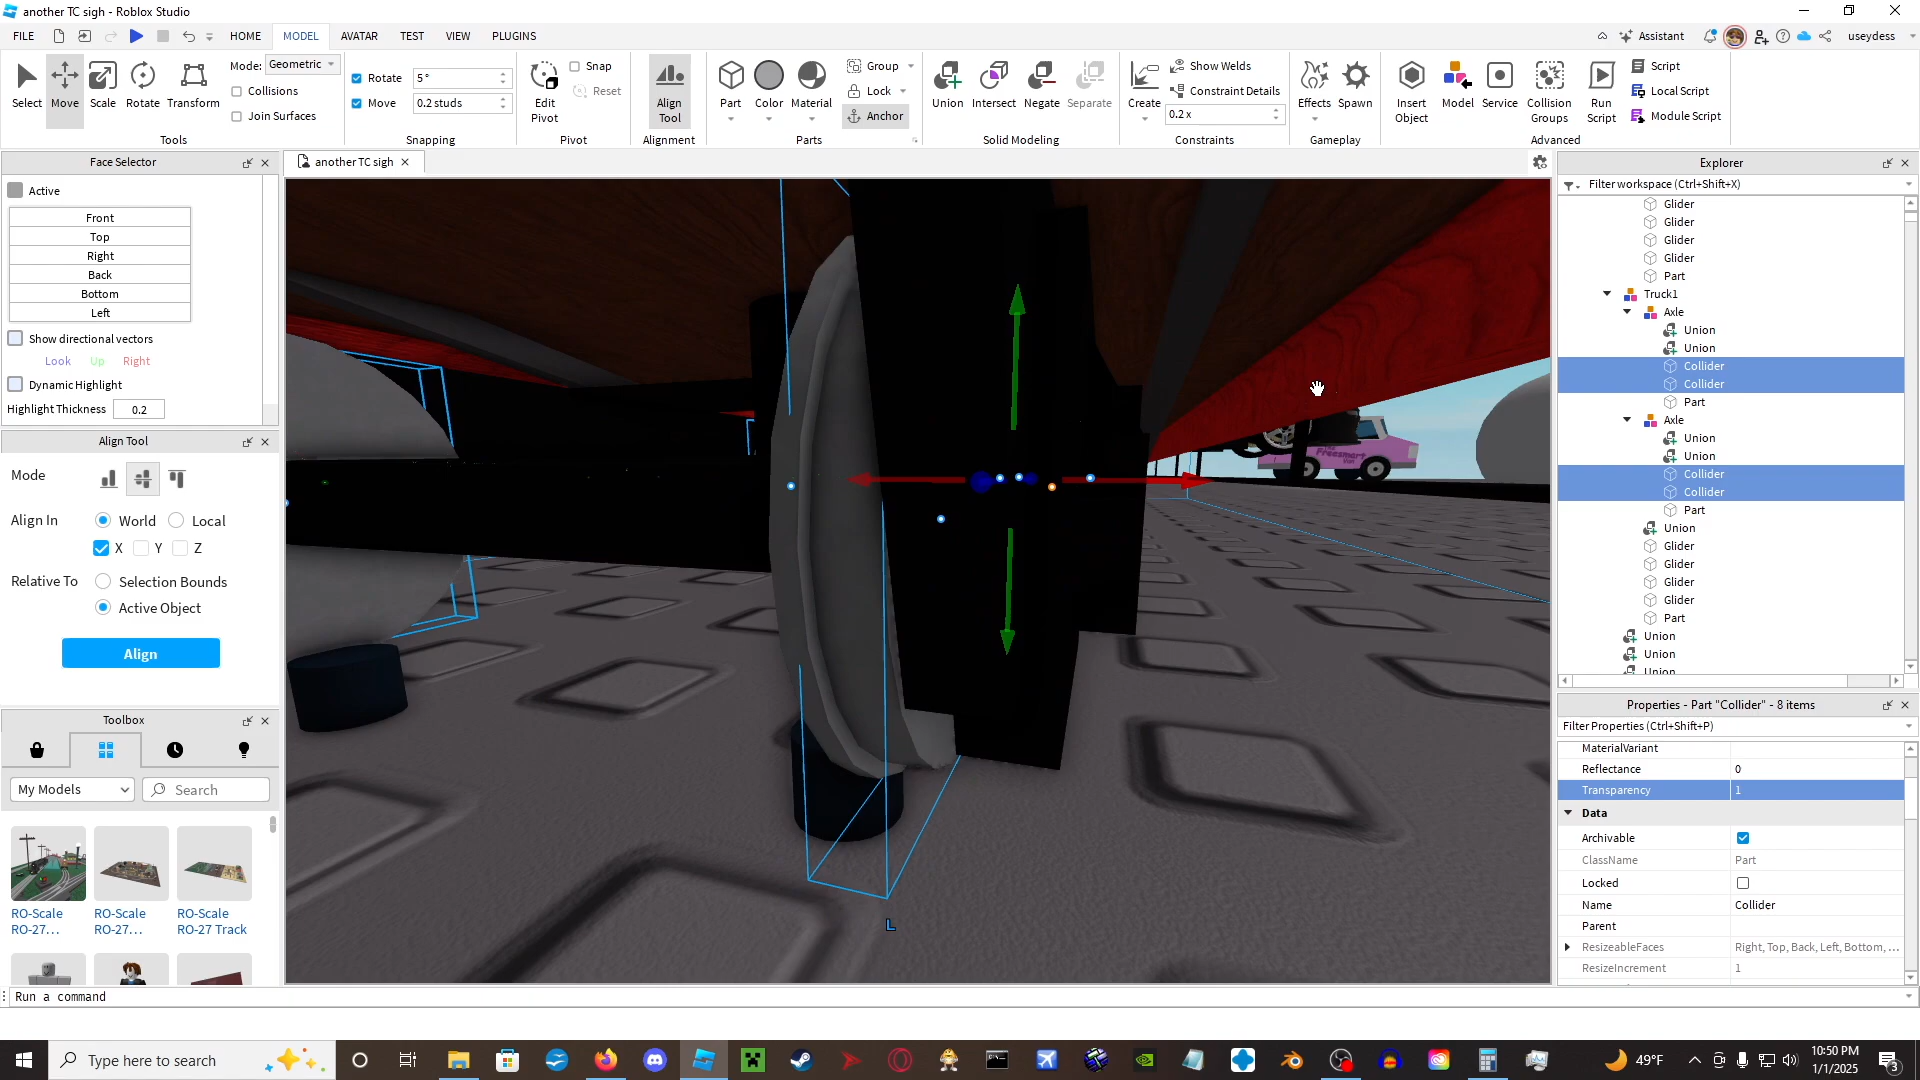 another TC sigh - Roblox Studio
FILE HOME MODEL AVATAR TEST VIEW PLUGINS Assistant useydess
Select Move Scale Rotate Transform
Mode: Geometric
Collisions
Join Surfaces
Tools
Rotate 5 °
Move 0.2 studs
Snapping
Edit Pivot
Snap
Reset
Pivot
Align Tool
Alignment
Part Color Material
Group
Lock
Anchor
Parts
Union Intersect Negate Separate
Solid Modeling
Create
Show Welds
Constraint Details
0.2 x
Constraints
Effects Spawn
Gameplay
Insert Object
Model
Service
Collision Groups
Run Script
Script
Local Script
Module Script
Advanced
Face Selector
Active
Front
Top
Right
Back
Bottom
Left
Show directional vectors
Look Up Right
Dynamic Highlight
Highlight Thickness 0.2
Align Tool
Mode
Align In World Local
X Y Z
Relative To Selection Bounds
Active Object
Align
Toolbox
My Models Search
RO-Scale RO-27...
RO-Scale RO-27...
RO-Scale RO-27 Track
another TC sigh
The Freesmart Van
L
Explorer
Filter workspace (Ctrl+Shift+X)
Glider
Glider
Glider
Glider
Part
Truck1
Axle
Union
Union
Collider
Collider
Part
Axle
Union
Union
Collider
Collider
Part
Union
Glider
Glider
Glider
Glider
Part
Union
Union
Union
Properties - Part "Collider" - 8 items
Filter Properties (Ctrl+Shift+P)
MaterialVariant
Reflectance 0
Transparency 1
Data
Archivable
ClassName Part
Locked
Name Collider
Parent
ResizeableFaces Right, Top, Back, Left, Bottom, ...
ResizeIncrement 1
Run a command
Type here to search
49°F
10:50 PM
1/1/2025
3